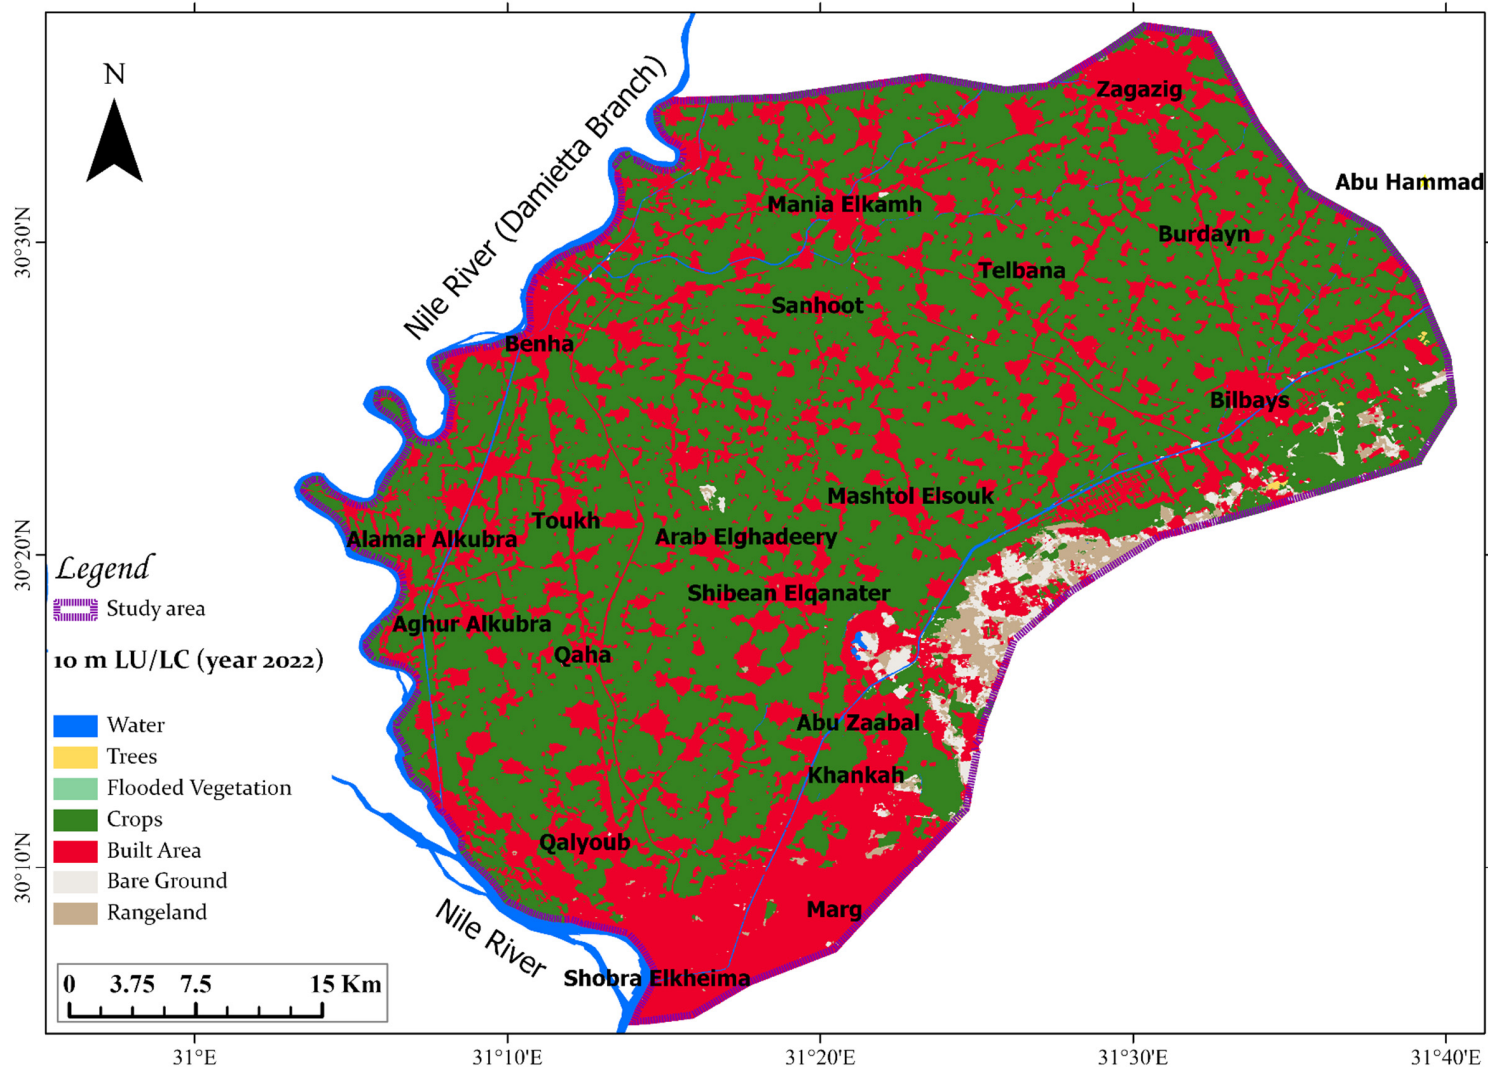 N
Nile River (Damietta Branch)
Zagazig
Abu Hammad
Mania Elkamh
Burdayn
Telbana
Sanhoot
Benha
Bilbays
Mashtol Elsouk
Toukh
Alamar Alkubra
Arab Elghadeery
Shibean Elqanater
Aghur Alkubra
Qaha
Abu Zaabal
Khankah
Qalyoub
Marg
Nile River
Shobra Elkheima
Legend
Study area
10 m LU/LC (year 2022)
Water
Trees
Flooded Vegetation
Crops
Built Area
Bare Ground
Rangeland
0 3.75 7.5 15 Km
30°30'N
30°20'N
30°10'N
31°E 31°10'E 31°20'E 31°30'E 31°40'E